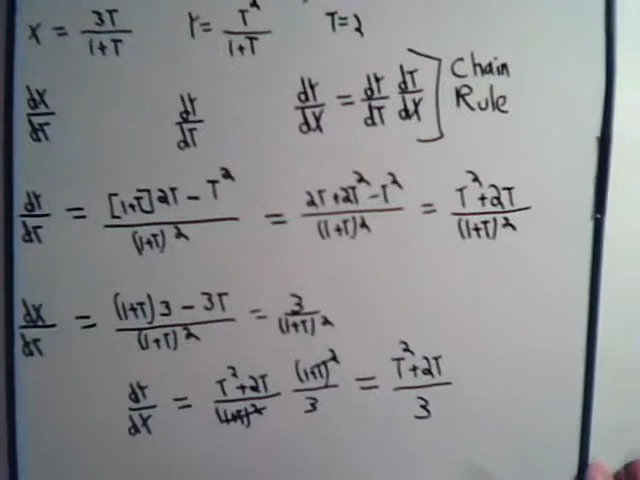 X = 3T/(1+T) Y = T²/(1+T) T=2
dX/dT dY/dT dY/dX = dY/dT dT/dX ] Chain Rule
dY/dT = ([1+T]2T - T²)/(1+T)² = (2T+2T²-T²)/(1+T)² = (T²+2T)/(1+T)²
dX/dT = ((1+T)3 - 3T)/(1+T)² = 3/(1+T)²
dY/dX = (T²+2T)/(1+T)² (1+T)²/3 = (T²+2T)/3